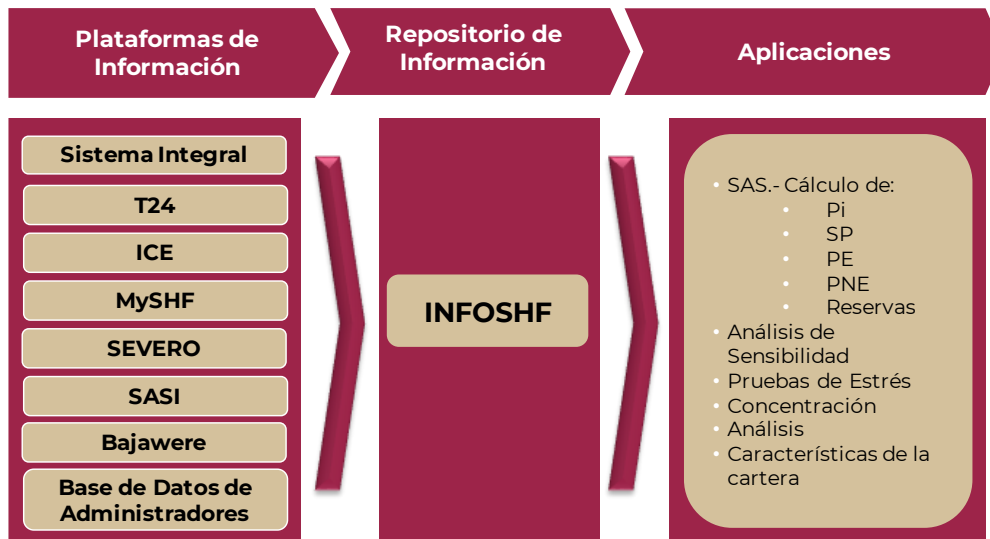 Plataformas de
Información
Repositorio de
Información
Aplicaciones
Sistema Integral
T24
ICE
MySHF
SEVERO
SASI
Bajawere
Base de Datos de
Administradores
INFOSHF
• SAS.- Cálculo de:
• Pi
• SP
• PE
• PNE
• Reservas
• Análisis de
Sensibilidad
• Pruebas de Estrés
• Concentración
• Análisis
• Características de la
cartera